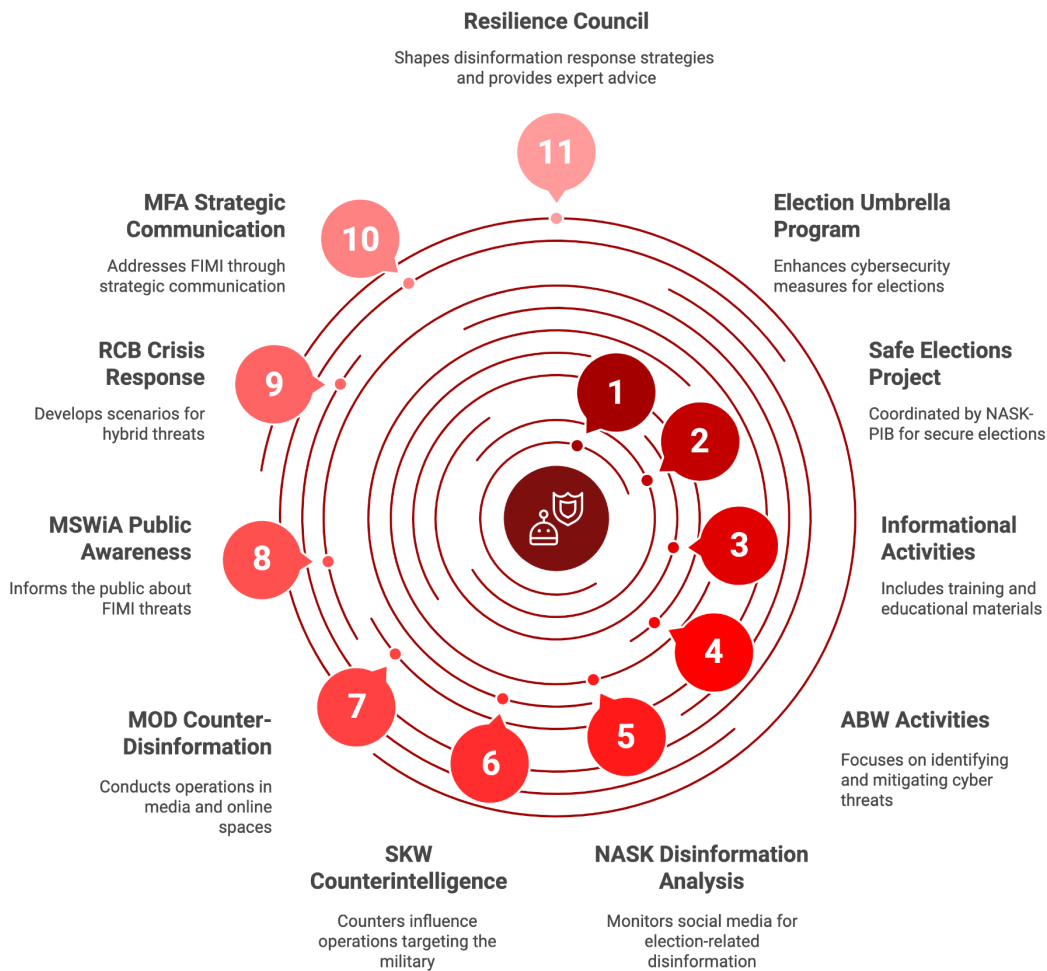 Resilience Council
Shapes disinformation response strategies
and provides expert advice
11
MFA Strategic
Communication
Addresses FIMI through
strategic communication
10
Election Umbrella
Program
Enhances cybersecurity
measures for elections
RCB Crisis
Response
Develops scenarios for
hybrid threats
9
1
Safe Elections
Project
Coordinated by NASK-
PIB for secure elections
2
MSWiA Public
Awareness
Informs the public about
FIMI threats
8
3
Informational
Activities
Includes training and
educational materials
4
7
MOD Counter-
Disinformation
Conducts operations in
media and online
spaces
6
5
ABW Activities
Focuses on identifying
and mitigating cyber
threats
SKW
Counterintelligence
Counters influence
operations targeting the
military
NASK Disinformation
Analysis
Monitors social media for
election-related
disinformation